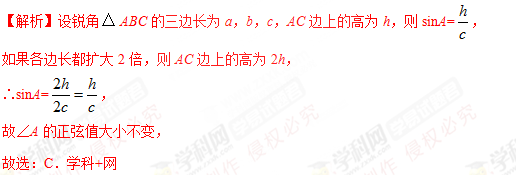 【解析】设锐角△ABC的三边长为a，b，c，AC边上的高为h，则sinA=h/c，
如果各边长都扩大2倍，则AC边上的高为2h，
∴sinA=2h/2c=h/c，
故∠A的正弦值大小不变，
故选：C．学科+网